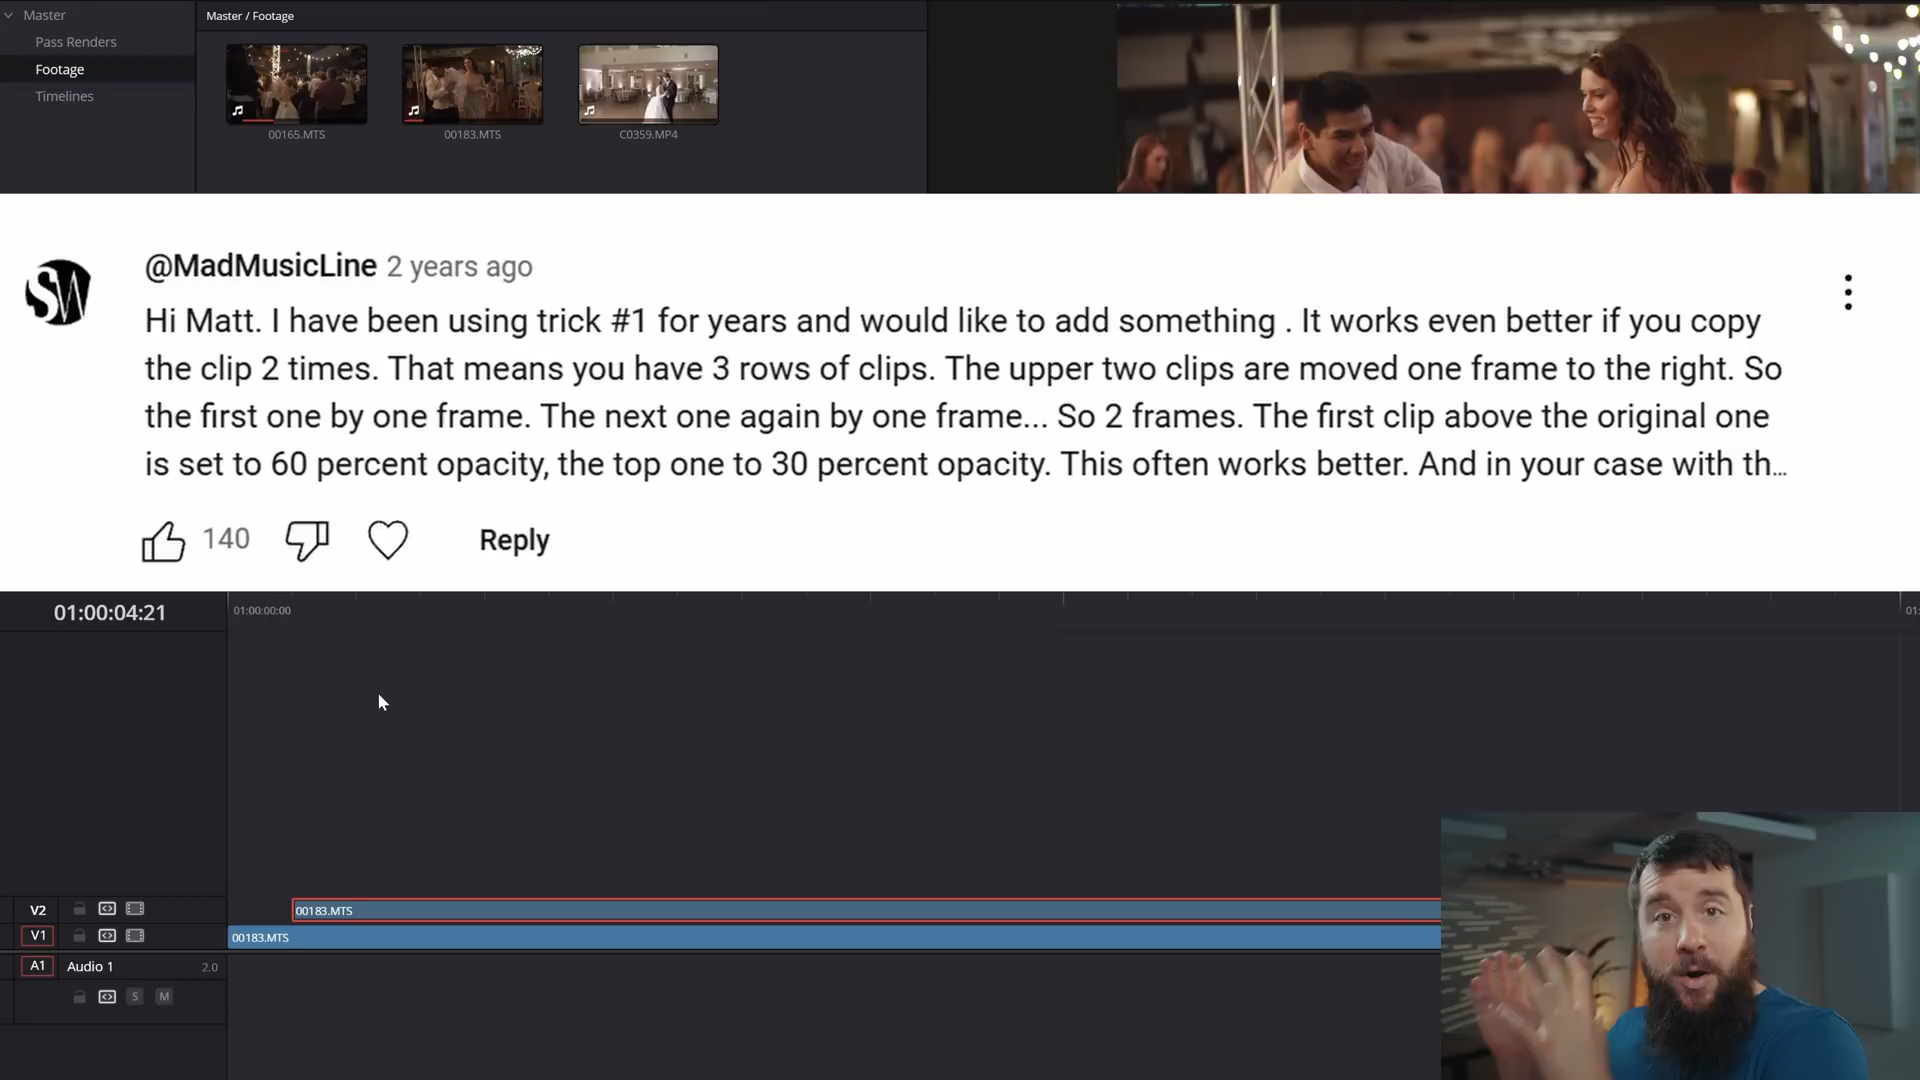 Master
Master / Footage
Pass Renders
Footage
Timelines
00165.MTS
00183.MTS
C0359.MP4
SW
@MadMusicLine 2 years ago
Hi Matt. I have been using trick #1 for years and would like to add something . It works even better if you copy
the clip 2 times. That means you have 3 rows of clips. The upper two clips are moved one frame to the right. So
the first one by one frame. The next one again by one frame... So 2 frames. The first clip above the original one
is set to 60 percent opacity, the top one to 30 percent opacity. This often works better. And in your case with th…
140
Reply
01:00:04:21
01:00:00:00
01:
V2
00183.MTS
V1
00183.MTS
A1 Audio 1 2.0
S M